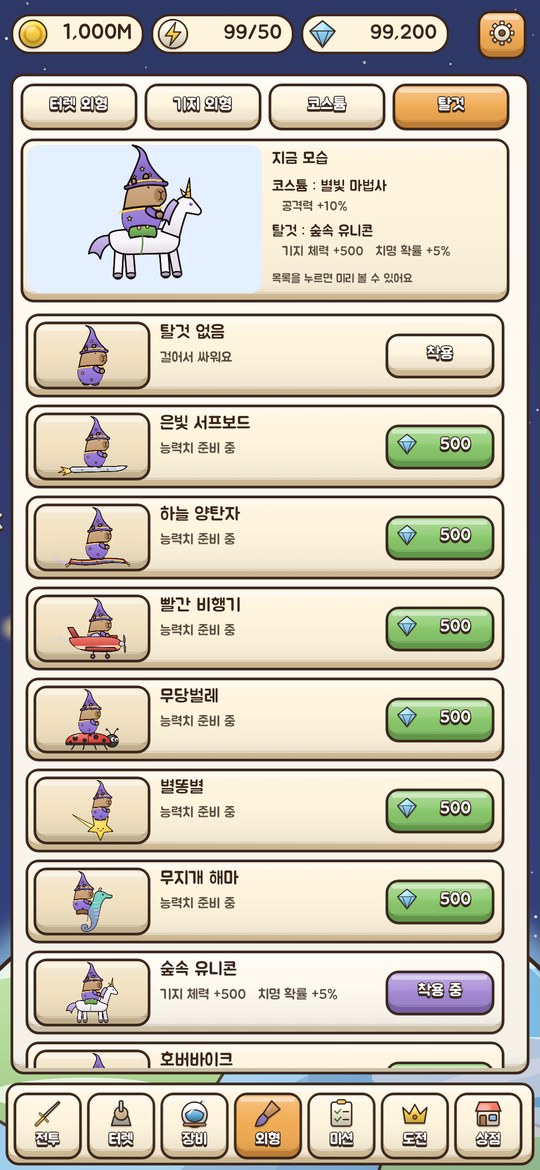 1,000M
99/50
99,200
터렛 외형
기지 외형
코스튬
탈것
지금 모습
코스튬 : 별빛 마법사
공격력 +10%
탈것 : 숲속 유니콘
기지 체력 +500 치명 확률 +5%
목록을 누르면 미리 볼 수 있어요
탈것 없음
걸어서 싸워요
착용
은빛 서프보드
능력치 준비 중
500
하늘 양탄자
능력치 준비 중
500
빨간 비행기
능력치 준비 중
500
무당벌레
능력치 준비 중
500
별똥별
능력치 준비 중
500
무지개 해마
능력치 준비 중
500
숲속 유니콘
기지 체력 +500 치명 확률 +5%
착용 중
호버바이크
전투
터렛
장비
외형
미션
도전
상점